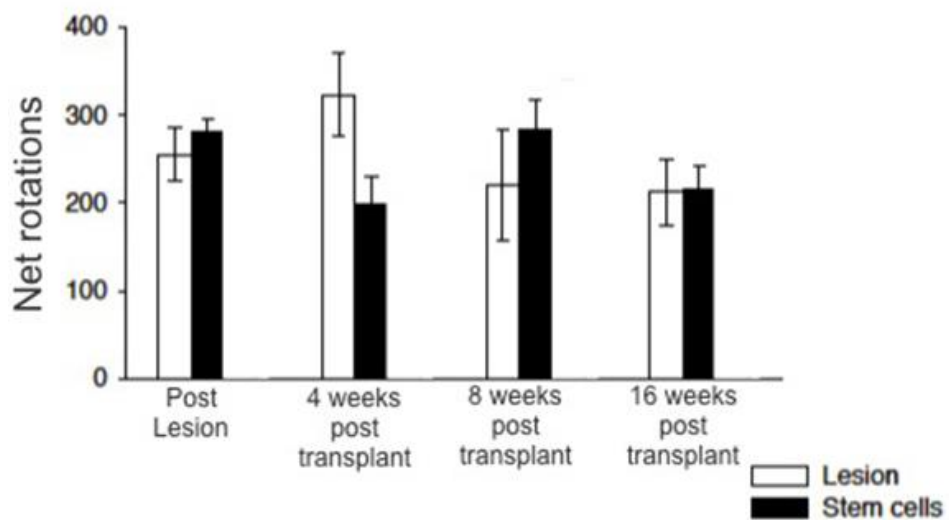 Net rotations
400
300
200
100
0
Post
Lesion
4 weeks
post
transplant
8 weeks
post
transplant
16 weeks
post
transplant
Lesion
Stem cells